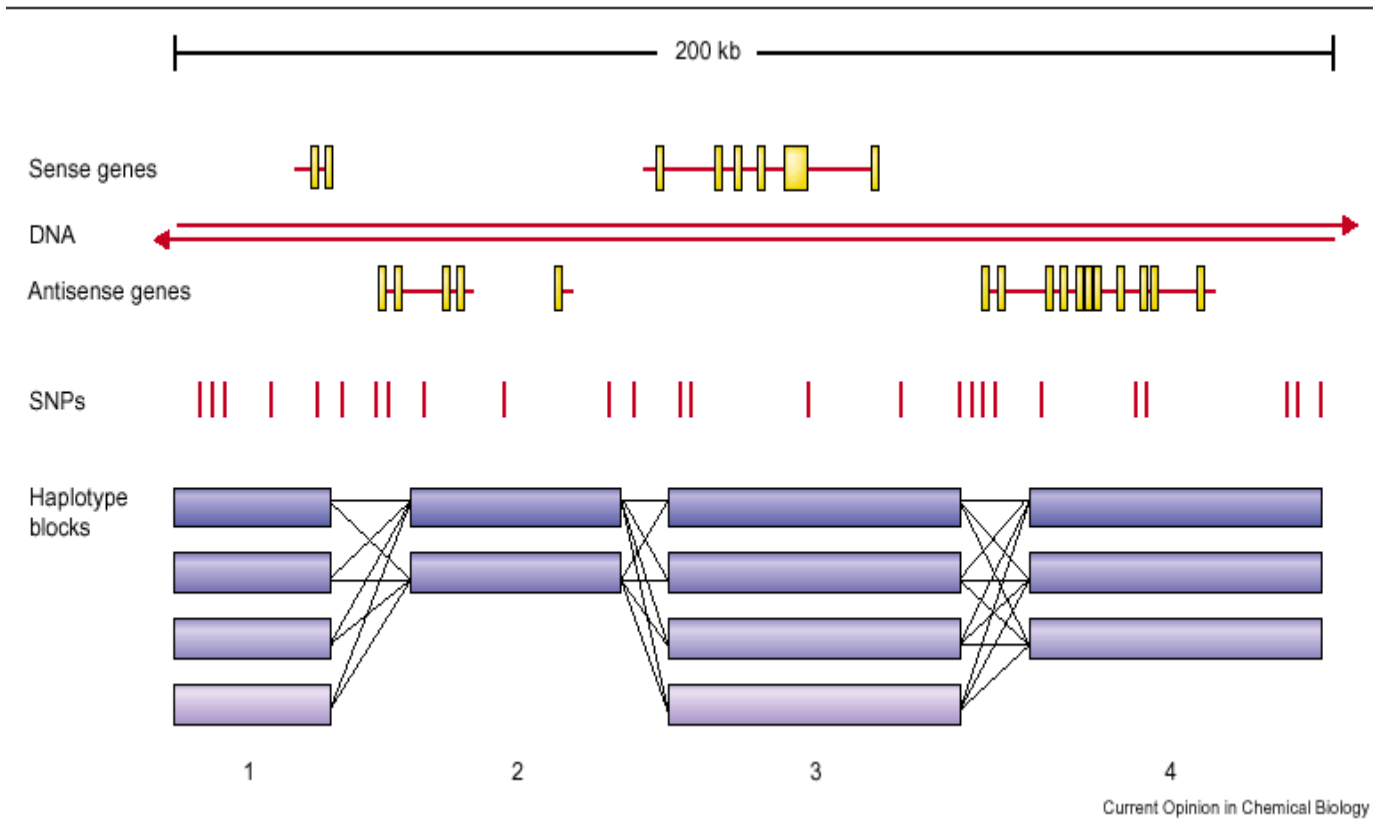 200 kb
Sense genes
DNA
Antisense genes
SNPs
Haplotype
blocks
1 2 3 4
Current Opinion in Chemical Biology